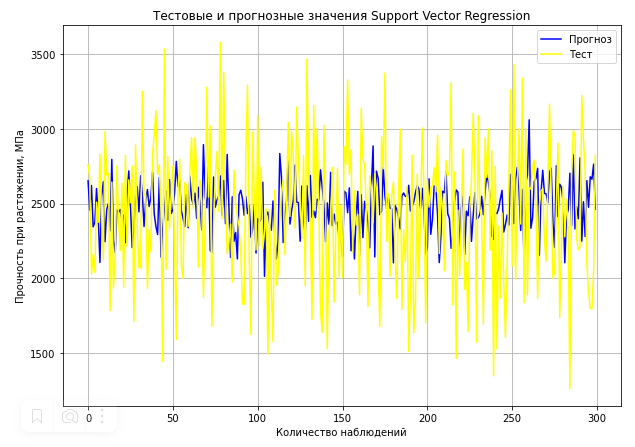 Тестовые и прогнозные значения Support Vector Regression
Прогноз
Тест
Прочность при растяжении, МПа
3500
3000
2500
2000
1500
0
50
100
150
200
250
300
Количество наблюдений